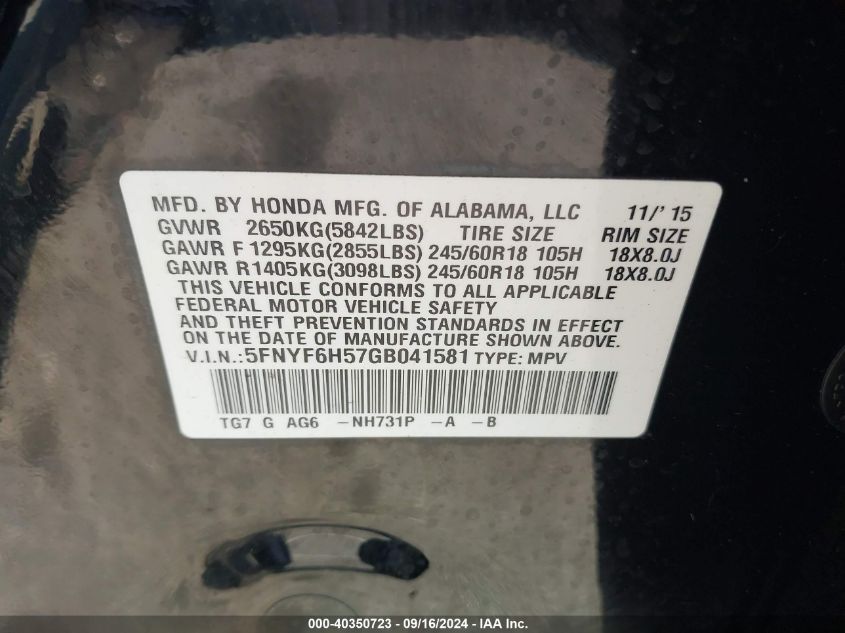 MFD. BY HONDA MFG. OF ALABAMA, LLC 11/' 15
GVWR 2650KG(5842LBS) TIRE SIZE RIM SIZE
GAWR F 1295KG(2855LBS) 245/60R18 105H 18X8.0J
GAWR R1405KG(3098LBS) 245/60R18 105H 18X8.0J
THIS VEHICLE CONFORMS TO ALL APPLICABLE
FEDERAL MOTOR VEHICLE SAFETY
AND THEFT PREVENTION STANDARDS IN EFFECT
ON THE DATE OF MANUFACTURE SHOWN ABOVE.
V.I.N.:5FNYF6H57GB041581 TYPE: MPV
TG7 G AG6 -NH731P -A -B
000-40350723 - 09/16/2024 - IAA Inc.